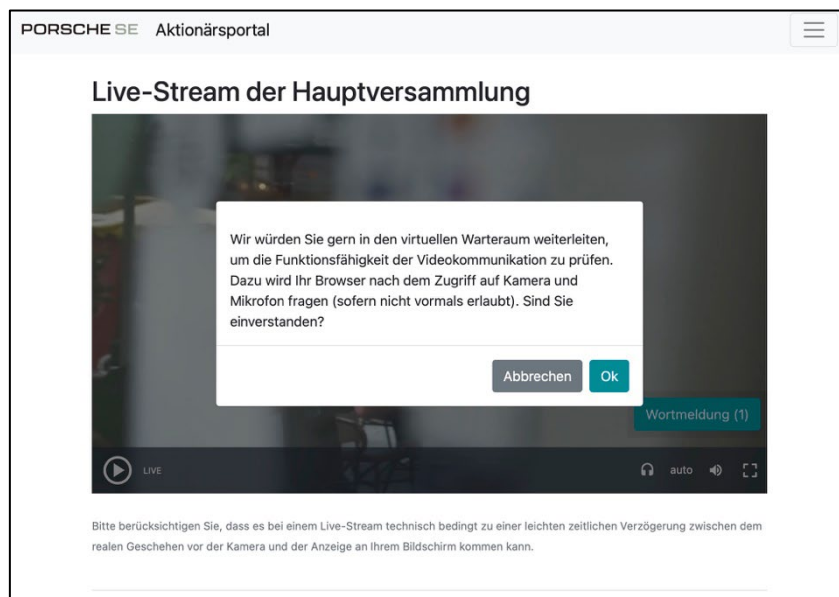 PORSCHE SE Aktionärsportal
Live-Stream der Hauptversammlung
Wir würden Sie gern in den virtuellen Warteraum weiterleiten,
um die Funktionsfähigkeit der Videokommunikation zu prüfen.
Dazu wird Ihr Browser nach dem Zugriff auf Kamera und
Mikrofon fragen (sofern nicht vormals erlaubt). Sind Sie
einverstanden?
Abbrechen Ok
Wortmeldung (1)
LIVE auto
Bitte berücksichtigen Sie, dass es bei einem Live-Stream technisch bedingt zu einer leichten zeitlichen Verzögerung zwischen dem
realen Geschehen vor der Kamera und der Anzeige an Ihrem Bildschirm kommen kann.